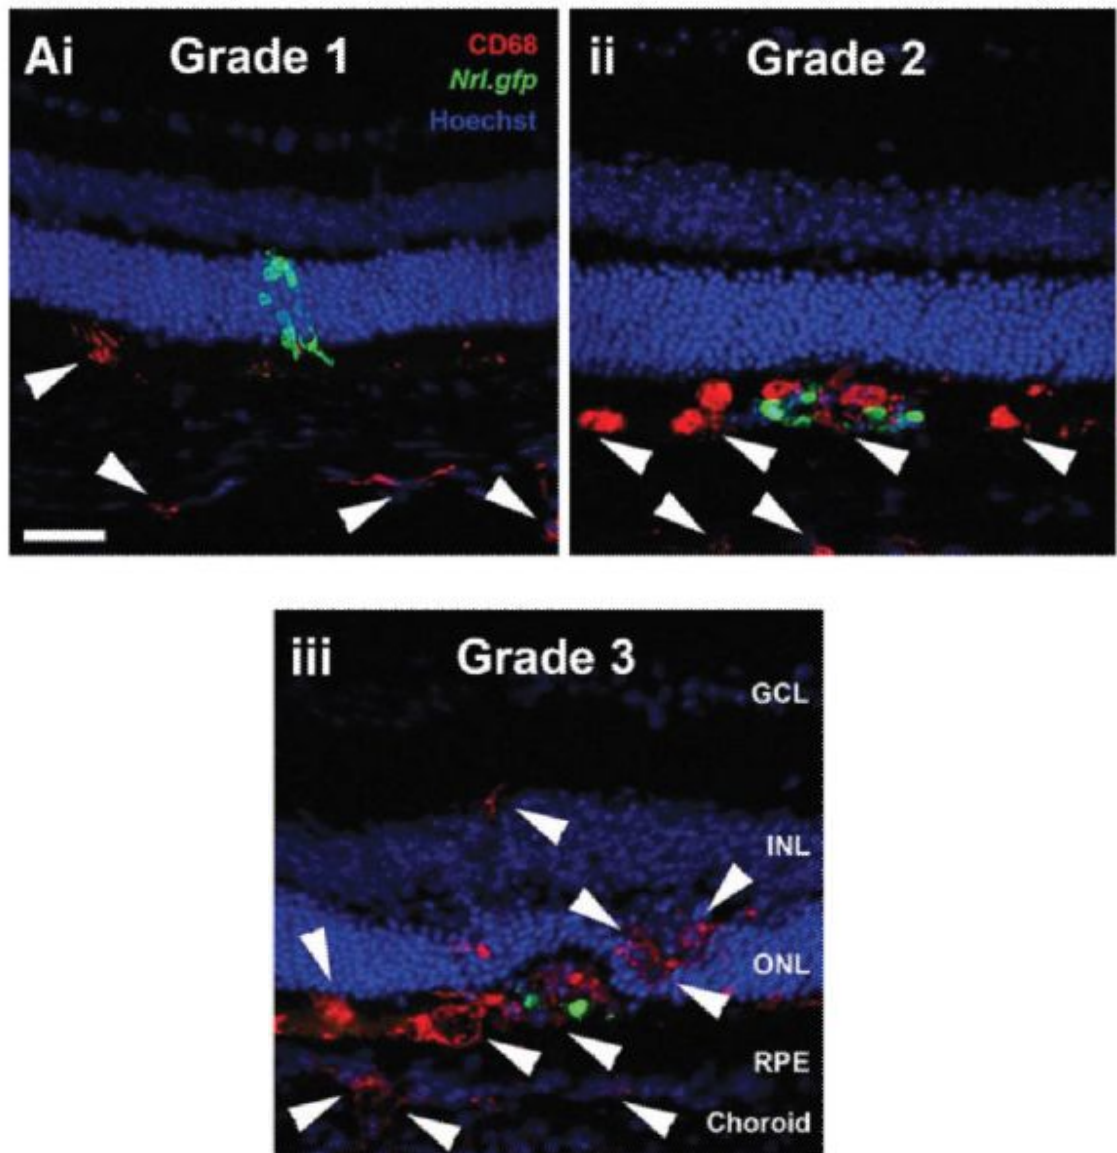 Ai Grade 1 CD68
Nrl.gfp
Hoechst
ii Grade 2
iii Grade 3
GCL
INL
ONL
RPE
Choroid